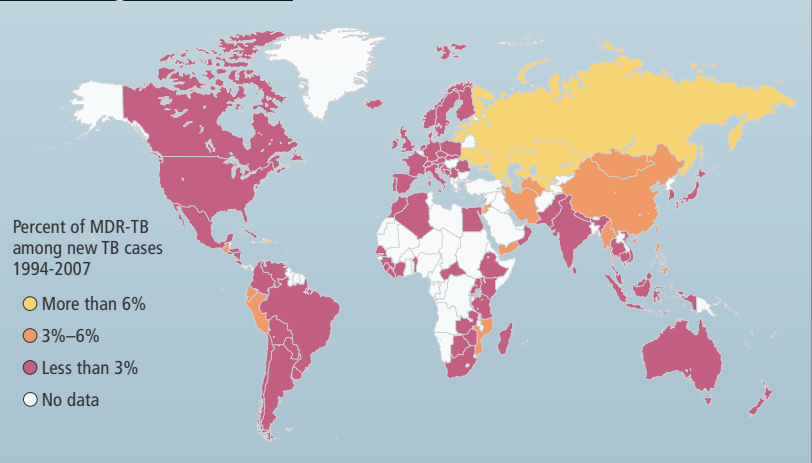 Percent of MDR-TB
among new TB cases
1994-2007
More than 6%
3%–6%
Less than 3%
No data